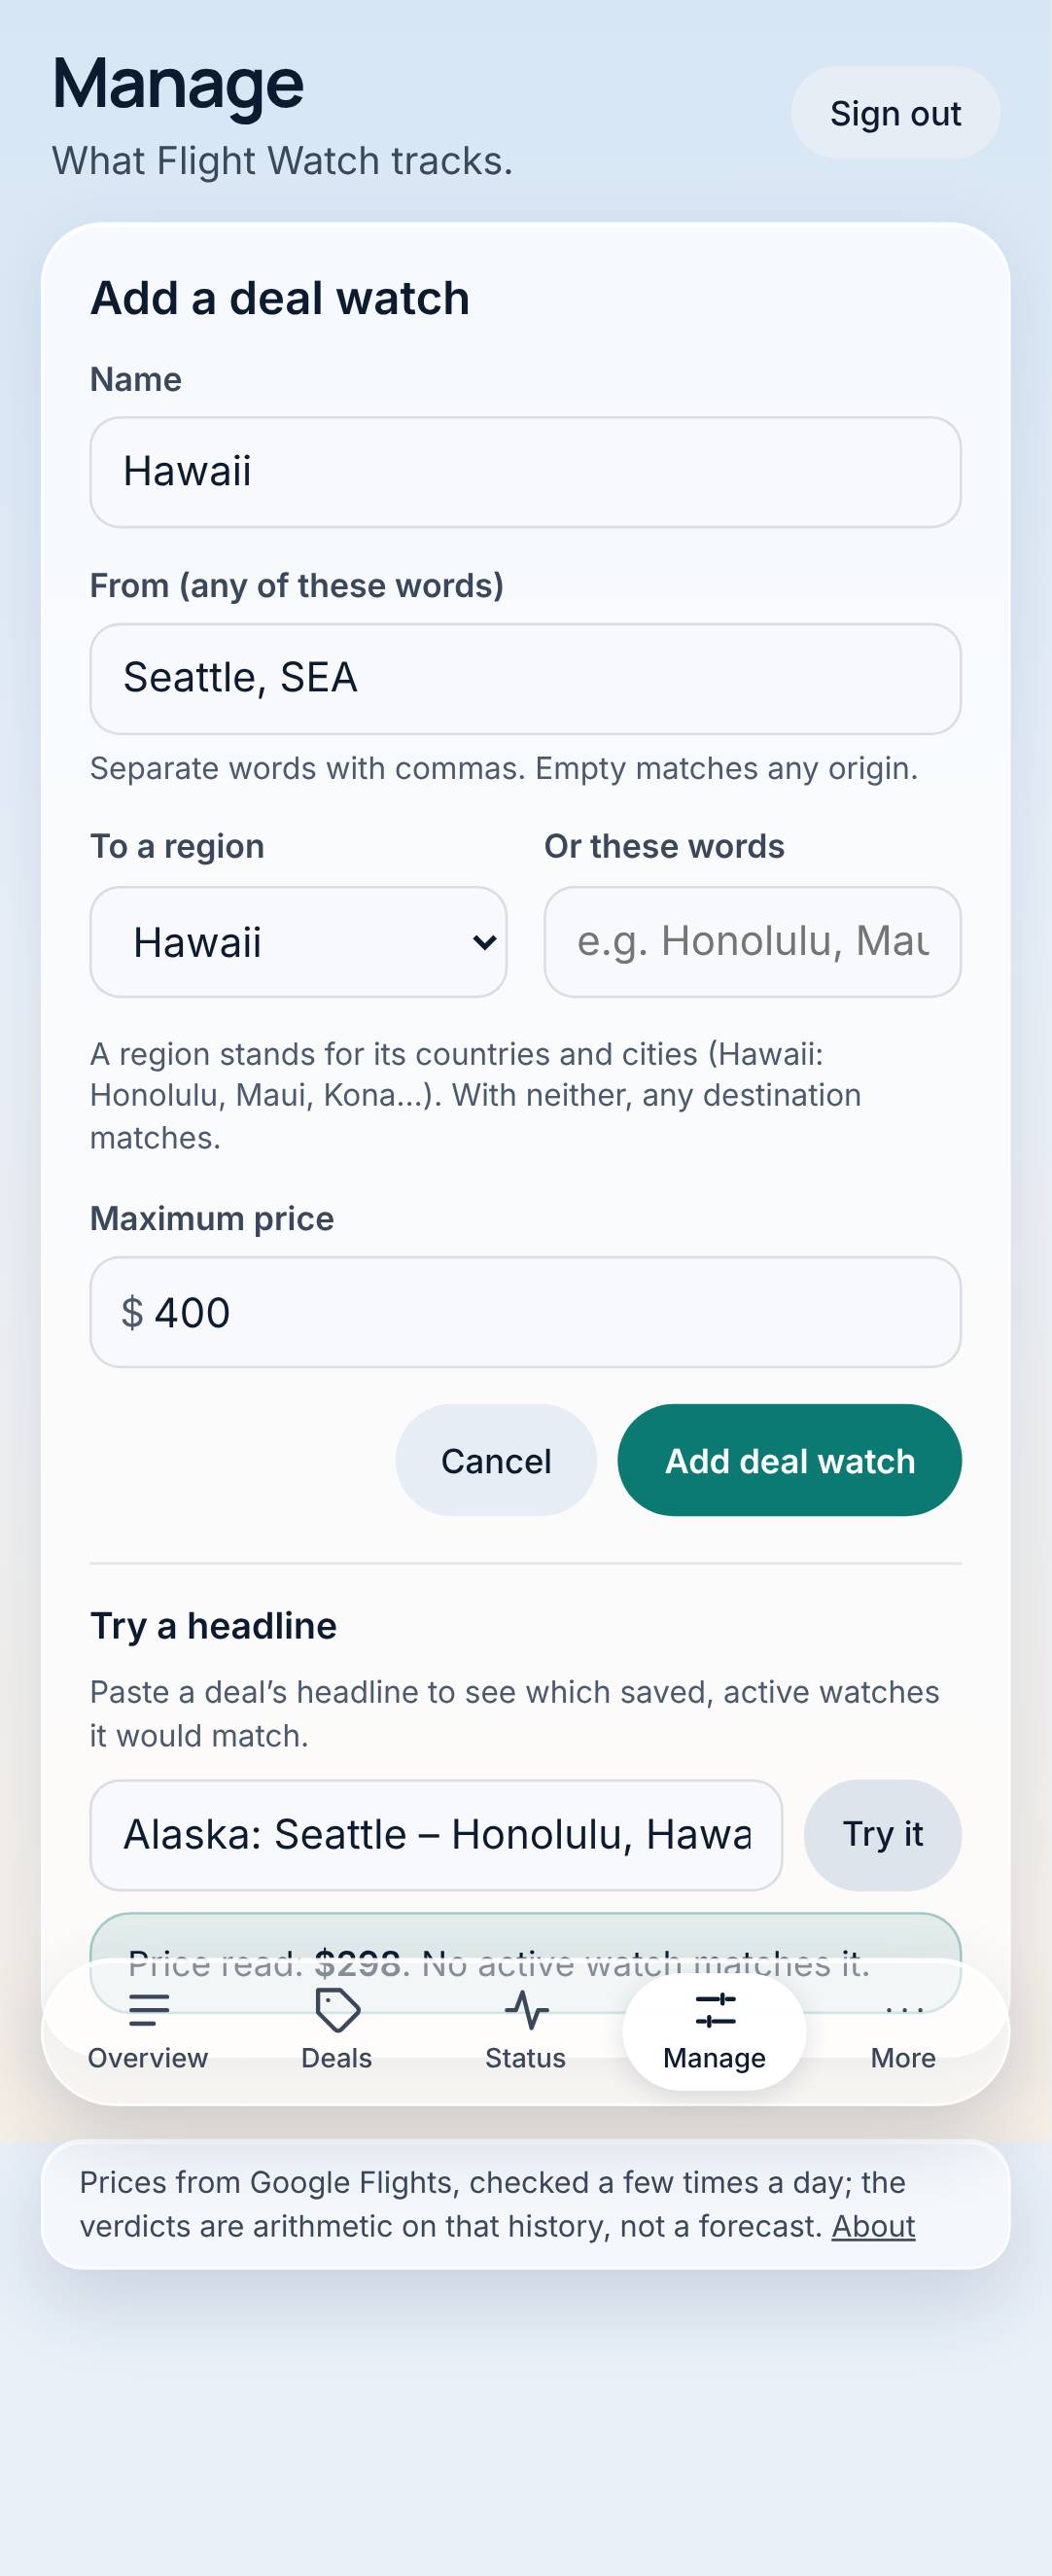 Manage
What Flight Watch tracks.
Sign out
Add a deal watch
Name
Hawaii
From (any of these words)
Seattle, SEA
Separate words with commas. Empty matches any origin.
To a region
Or these words
Hawaii
e.g. Honolulu, Mau
A region stands for its countries and cities (Hawaii:
Honolulu, Maui, Kona…). With neither, any destination
matches.
Maximum price
$ 400
Cancel
Add deal watch
Try a headline
Paste a deal’s headline to see which saved, active watches
it would match.
Alaska: Seattle – Honolulu, Hawa
Try it
Price read: $298. No active watch matches it.
Overview
Deals
Status
Manage
More
Prices from Google Flights, checked a few times a day; the
verdicts are arithmetic on that history, not a forecast. About